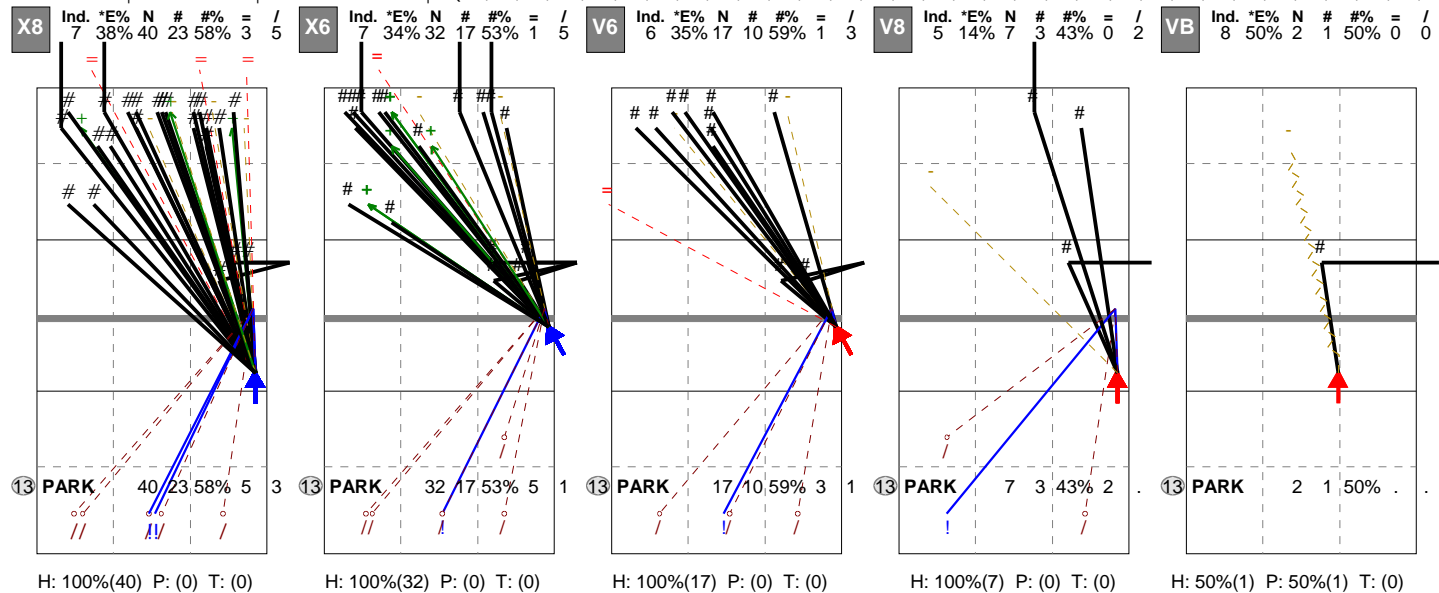 X8 Ind. *E% N # #% = /
7 38% 40 23 58% 3 5
13 PARK 40 23 58% 5 3
H: 100%(40) P: (0) T: (0)
X6 Ind. *E% N # #% = /
7 34% 32 17 53% 1 5
13 PARK 32 17 53% 5 1
H: 100%(32) P: (0) T: (0)
V6 Ind. *E% N # #% = /
6 35% 17 10 59% 1 3
13 PARK 17 10 59% 3 1
H: 100%(17) P: (0) T: (0)
V8 Ind. *E% N # #% = /
5 14% 7 3 43% 0 2
13 PARK 7 3 43% 2 .
H: 100%(7) P: (0) T: (0)
VB Ind. *E% N # #% = /
8 50% 2 1 50% 0 0
13 PARK 2 1 50% . .
H: 50%(1) P: 50%(1) T: (0)